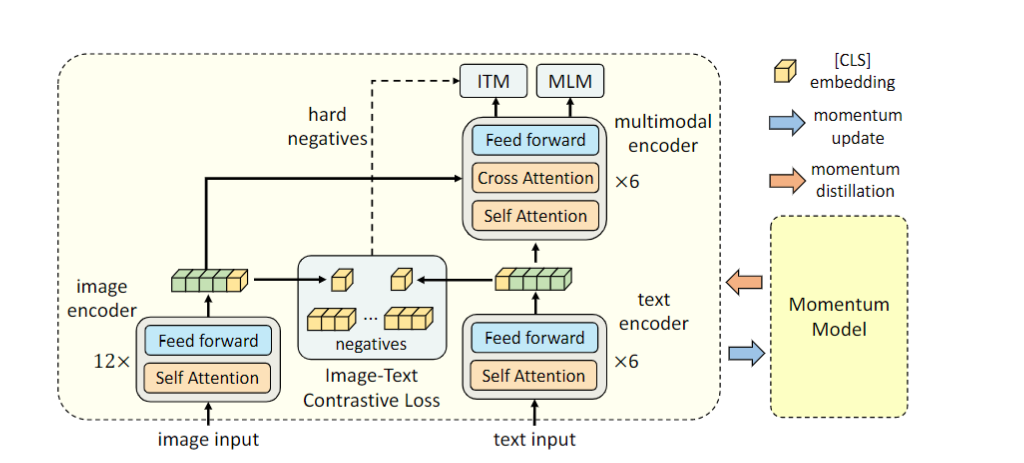 ITM
MLM
hard
negatives
Feed forward
Cross Attention
Self Attention
multimodal
encoder
×6
image
encoder
12×
Feed forward
Self Attention
image input
...
negatives
Image-Text
Contrastive Loss
text
encoder
×6
Feed forward
Self Attention
text input
[CLS]
embedding
momentum
update
momentum
distillation
Momentum
Model